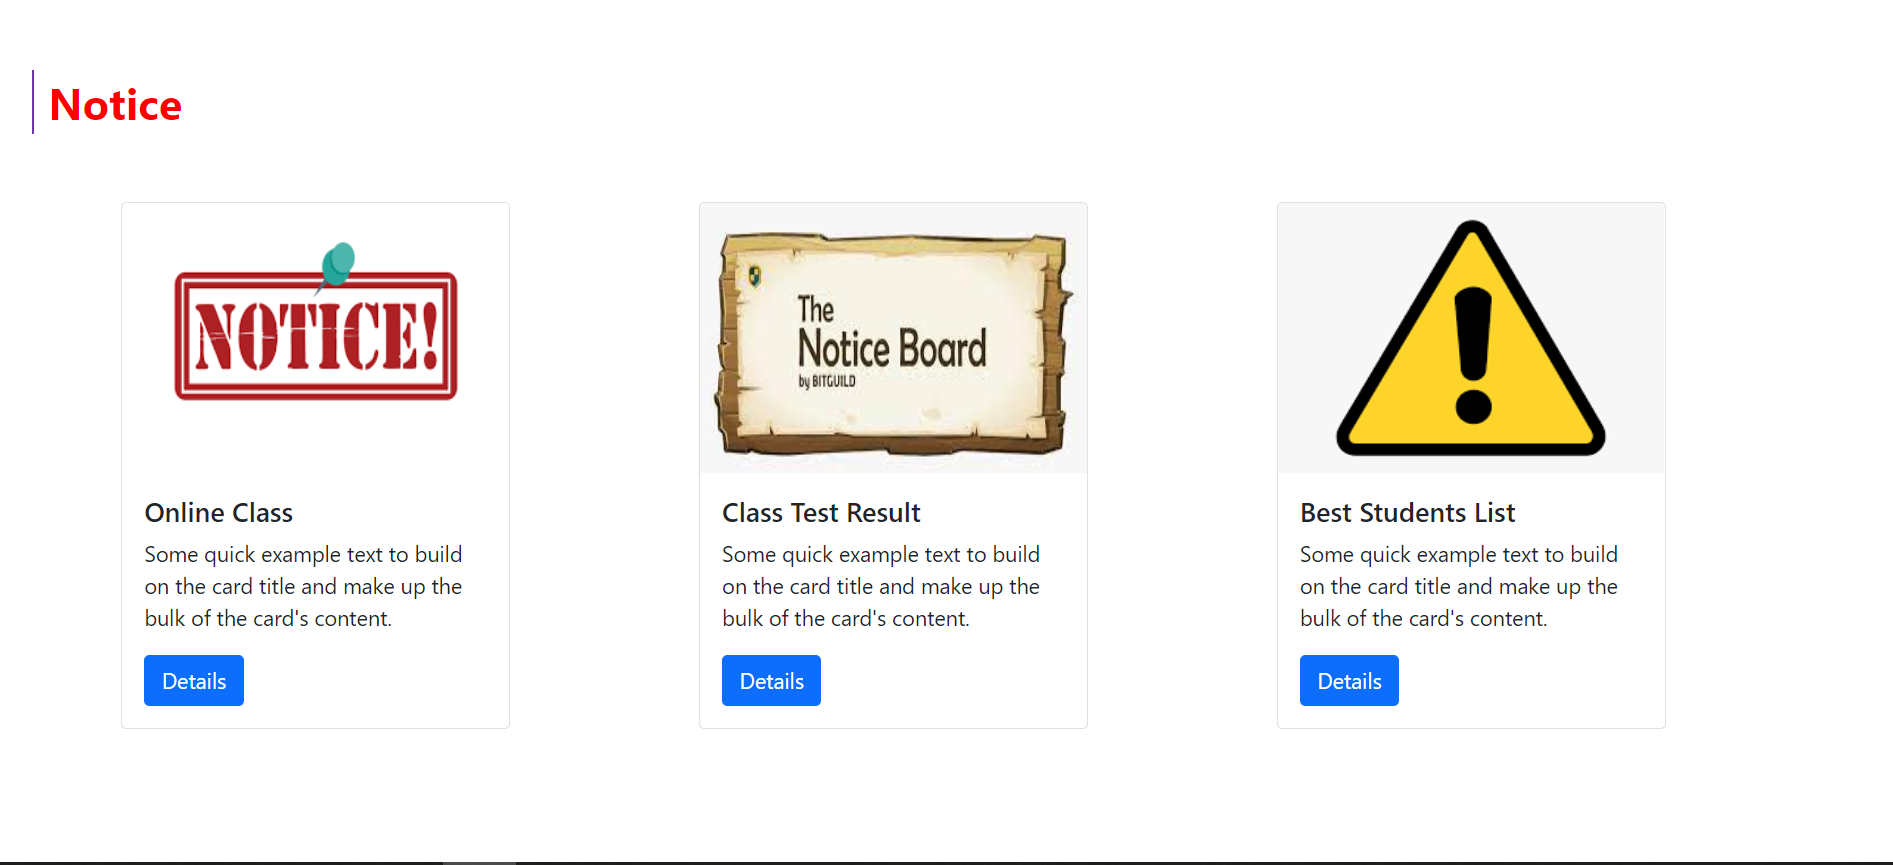 Notice
NOTICE!
Online Class
Some quick example text to build
on the card title and make up the
bulk of the card's content.
Details
The
Notice Board
by BITGUILD
Class Test Result
Some quick example text to build
on the card title and make up the
bulk of the card's content.
Details
Best Students List
Some quick example text to build
on the card title and make up the
bulk of the card's content.
Details